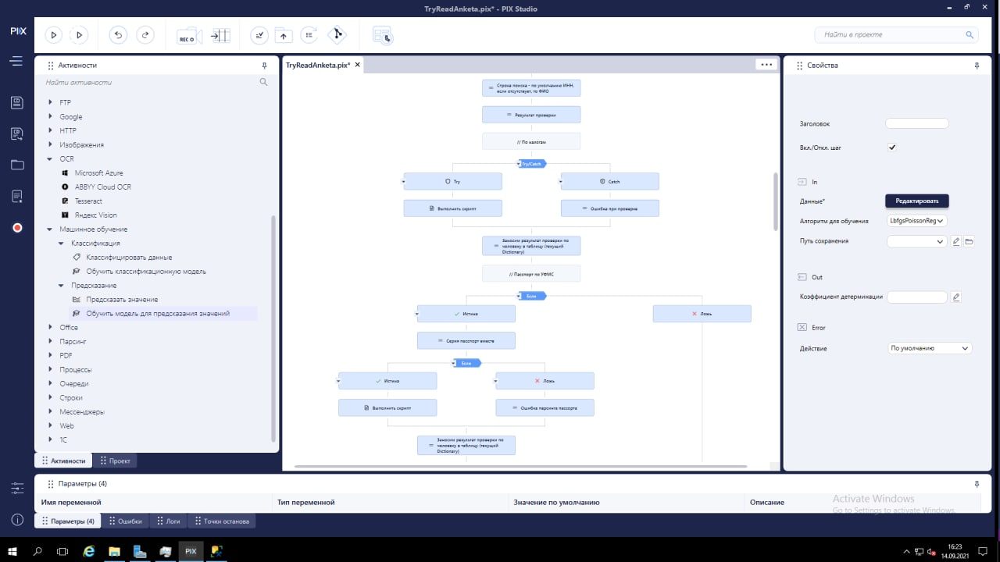 TryReadAnketa.pix* - PIX Studio
PIX
REC
Найти в проекте
Активности
Найти активности
FTP
Google
HTTP
Изображения
OCR
Microsoft Azure
ABBYY Cloud OCR
Tesseract
Яндекс Vision
Машинное обучение
Классификация
Классифицировать данные
Обучить классификационную модель
Предсказание
Предсказать значение
Обучить модель для предсказания значений
Office
Парсинг
PDF
Процессы
Очереди
Строки
Мессенджеры
Web
1С
Активности
Проект
TryReadAnketa.pix*
Строка поиска - по умолчанию ИНН,
если отсутствует, то ФИО
Результат проверки
// По налогам
Try/Catch
Try
Catch
Выполнить скрипт
Ошибка при проверке
Заносим результат проверки по
человеку в таблицу (текущий
Dictionary)
// Паспорт по УФМС
Если
Истина
Ложь
Серия паспорт вместе
Если
Истина
Ложь
Выполнить скрипт
Ошибка парсинга паспорта
Заносим результат проверки по
человеку в таблицу (текущий
Dictionary)
Свойства
Заголовок
Вкл./Откл. шаг
In
Данные*
Редактировать
Алгоритм для обучения
LbfgsPoissonReg
Путь сохранения
Out
Коэффициент детерминации
Error
Действие
По умолчанию
Параметры (4)
Имя переменной
Тип переменной
Значение по умолчанию
Описание
Activate Windows
Go to Settings to activate Windows.
Параметры (4)
Ошибки
Логи
Точки останова
PIX
16:23
14.09.2021